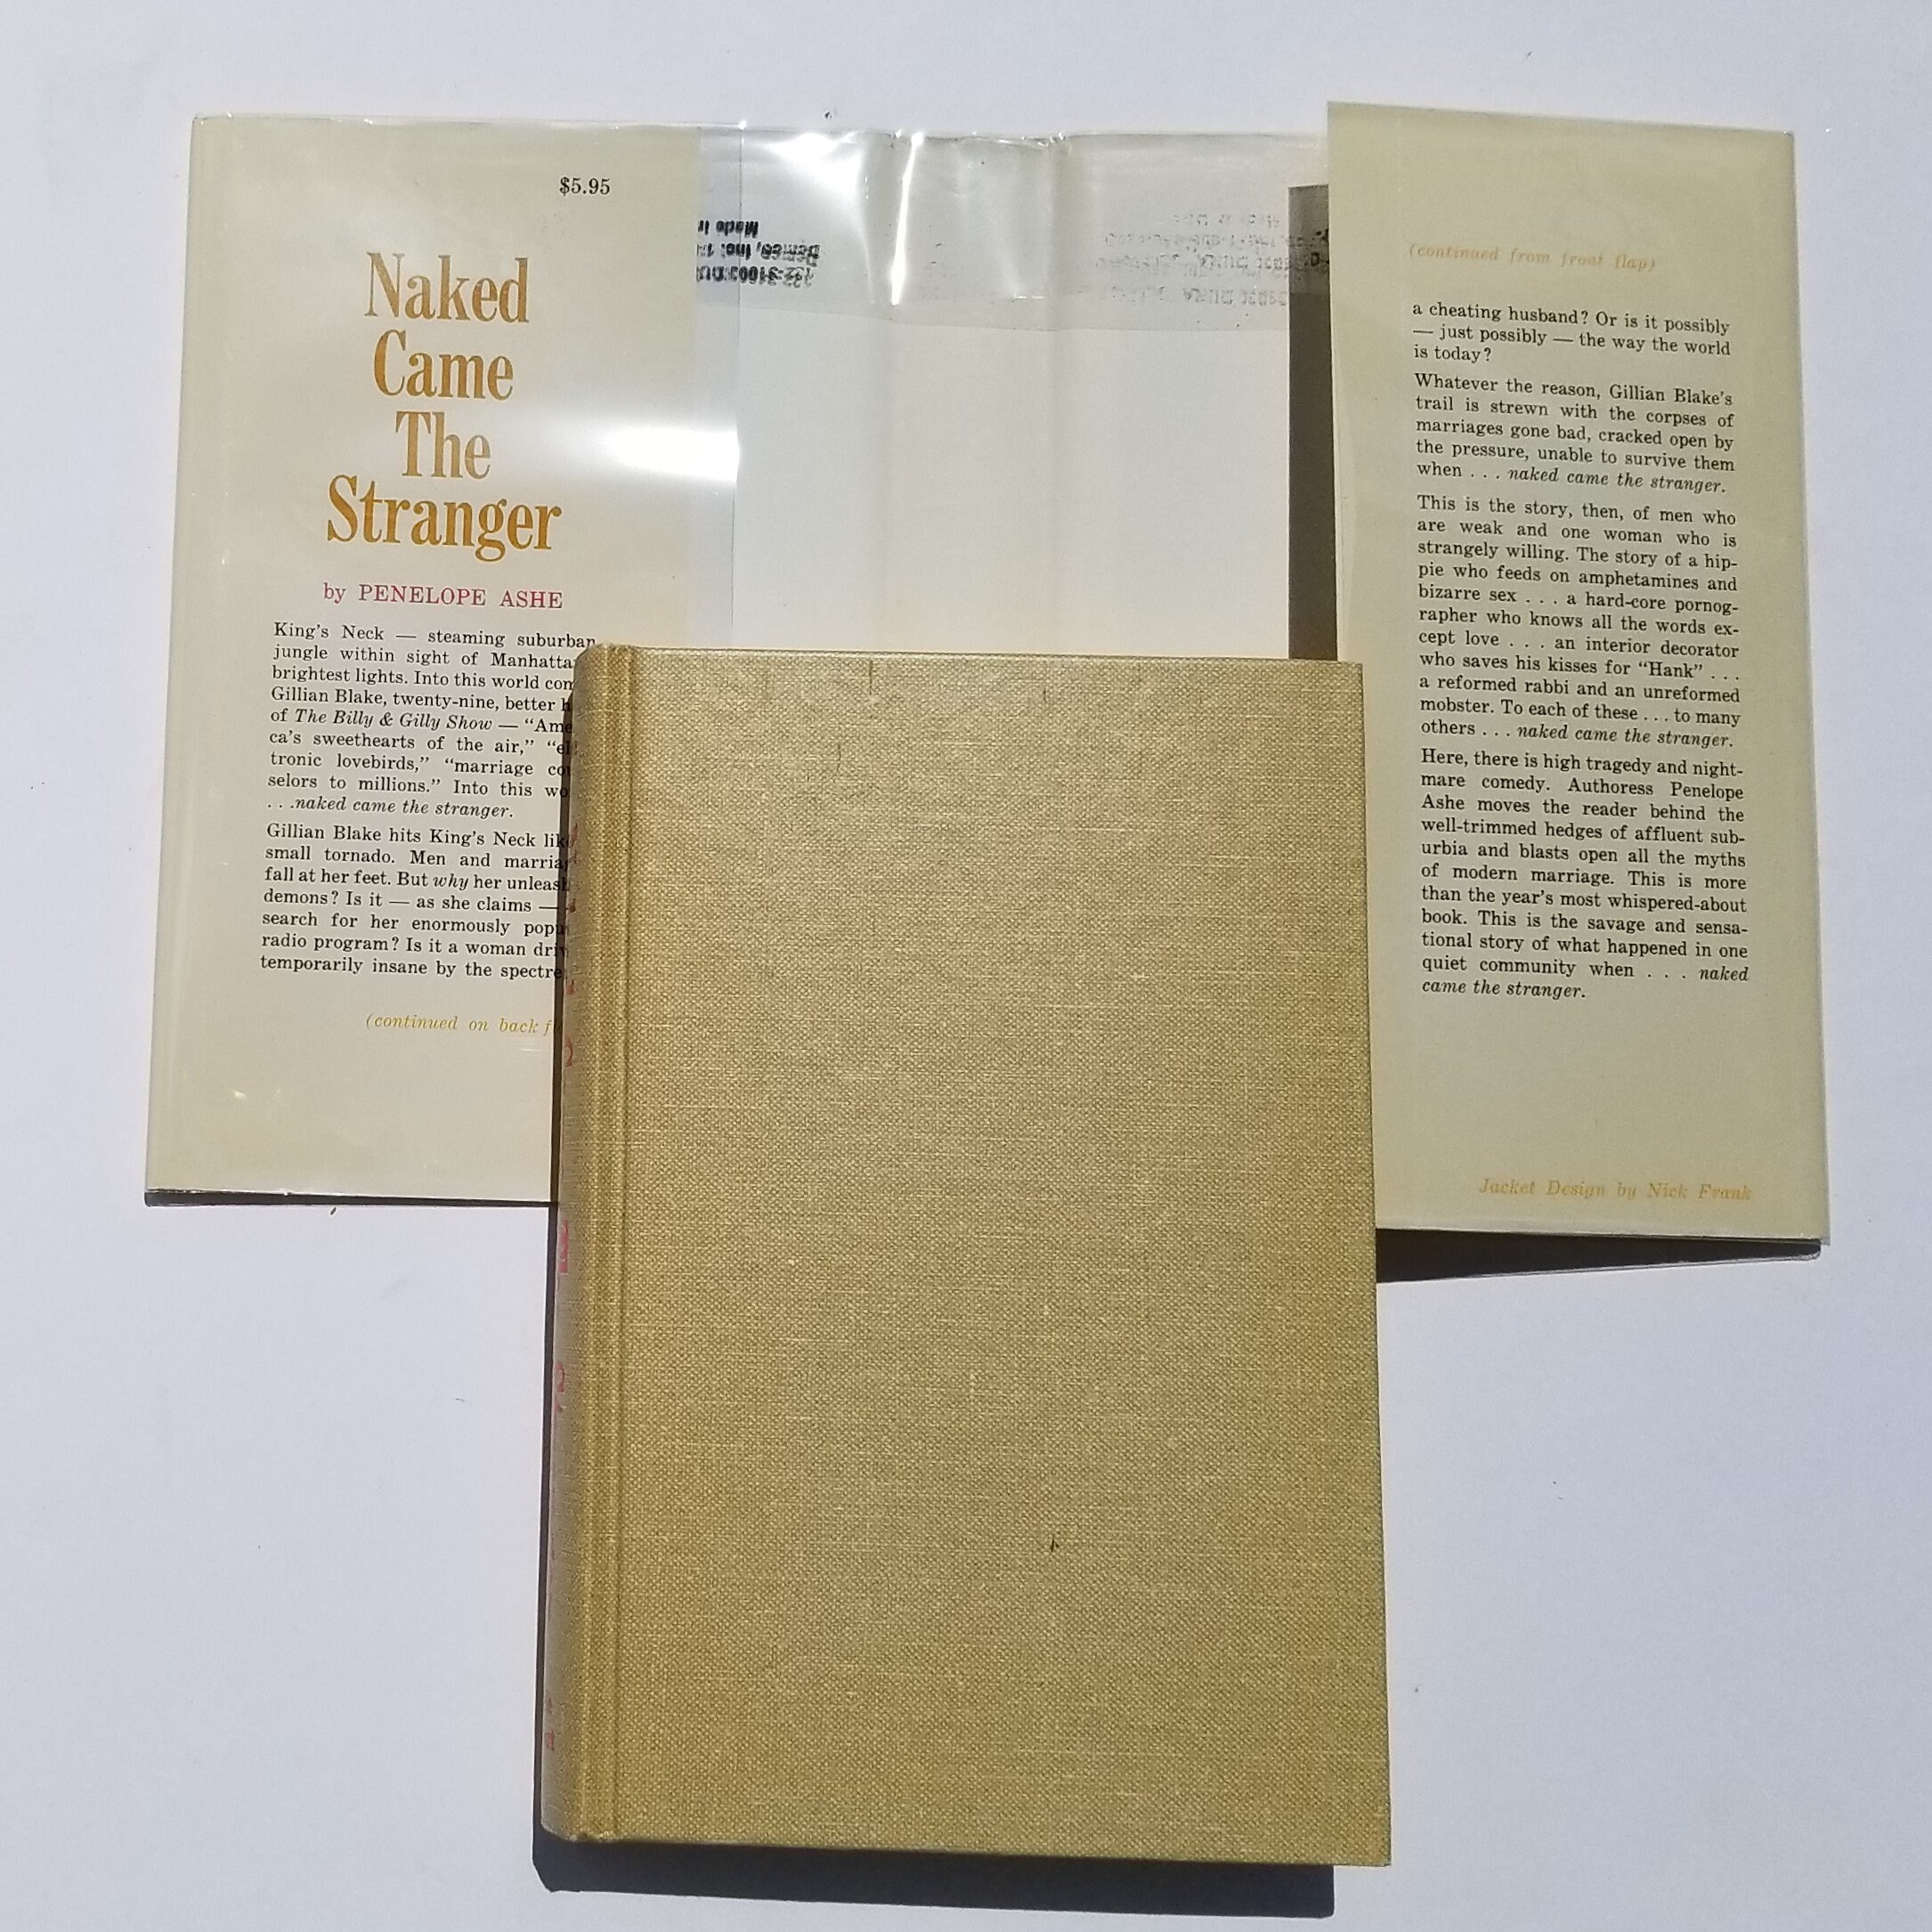 $5.95
Naked
Came
The
Stranger
by PENELOPE ASHE
King's Neck — steaming suburban
jungle within sight of
brightest lights. Into this world
Gillian Blake, twenty-nine, better
of The Billy & Gilly Show —
ca's sweethearts of the air,”
tronic lovebirds,” “marriage
selors to millions.” Into this
. . .naked came the stranger.
Gillian Blake hits King's Neck
small tornado. Men and
fall at her feet. But why her
demons? Is it — as she claims —
search for her enormously
radio program? Is it a woman
temporarily insane by the spectre
(continued on back
Made in
(continued from front flap)
a cheating husband? Or is it possibly
— just possibly — the way the world
is today?
Whatever the reason, Gillian Blake's
trail is strewn with the corpses of
marriages gone bad, cracked open by
the pressure, unable to survive them
when . . . naked came the stranger.
This is the story, then, of men who
are weak and one woman who is
strangely willing. The story of a hip-
pie who feeds on amphetamines and
bizarre sex . . . a hard-core pornog-
rapher who knows all the words ex-
cept love . . . an interior decorator
who saves his kisses for “Hank” . . .
a reformed rabbi and an unreformed
mobster. To each of these . . . to many
others . . . naked came the stranger.
Here, there is high tragedy and night-
mare comedy. Authoress Penelope
Ashe moves the reader behind the
well-trimmed hedges of affluent sub-
urbia and blasts open all the myths
of modern marriage. This is more
than the year's most whispered-about
book. This is the savage and sensa-
tional story of what happened in one
quiet community when . . . naked
came the stranger.
Jacket Design by Nick Frank